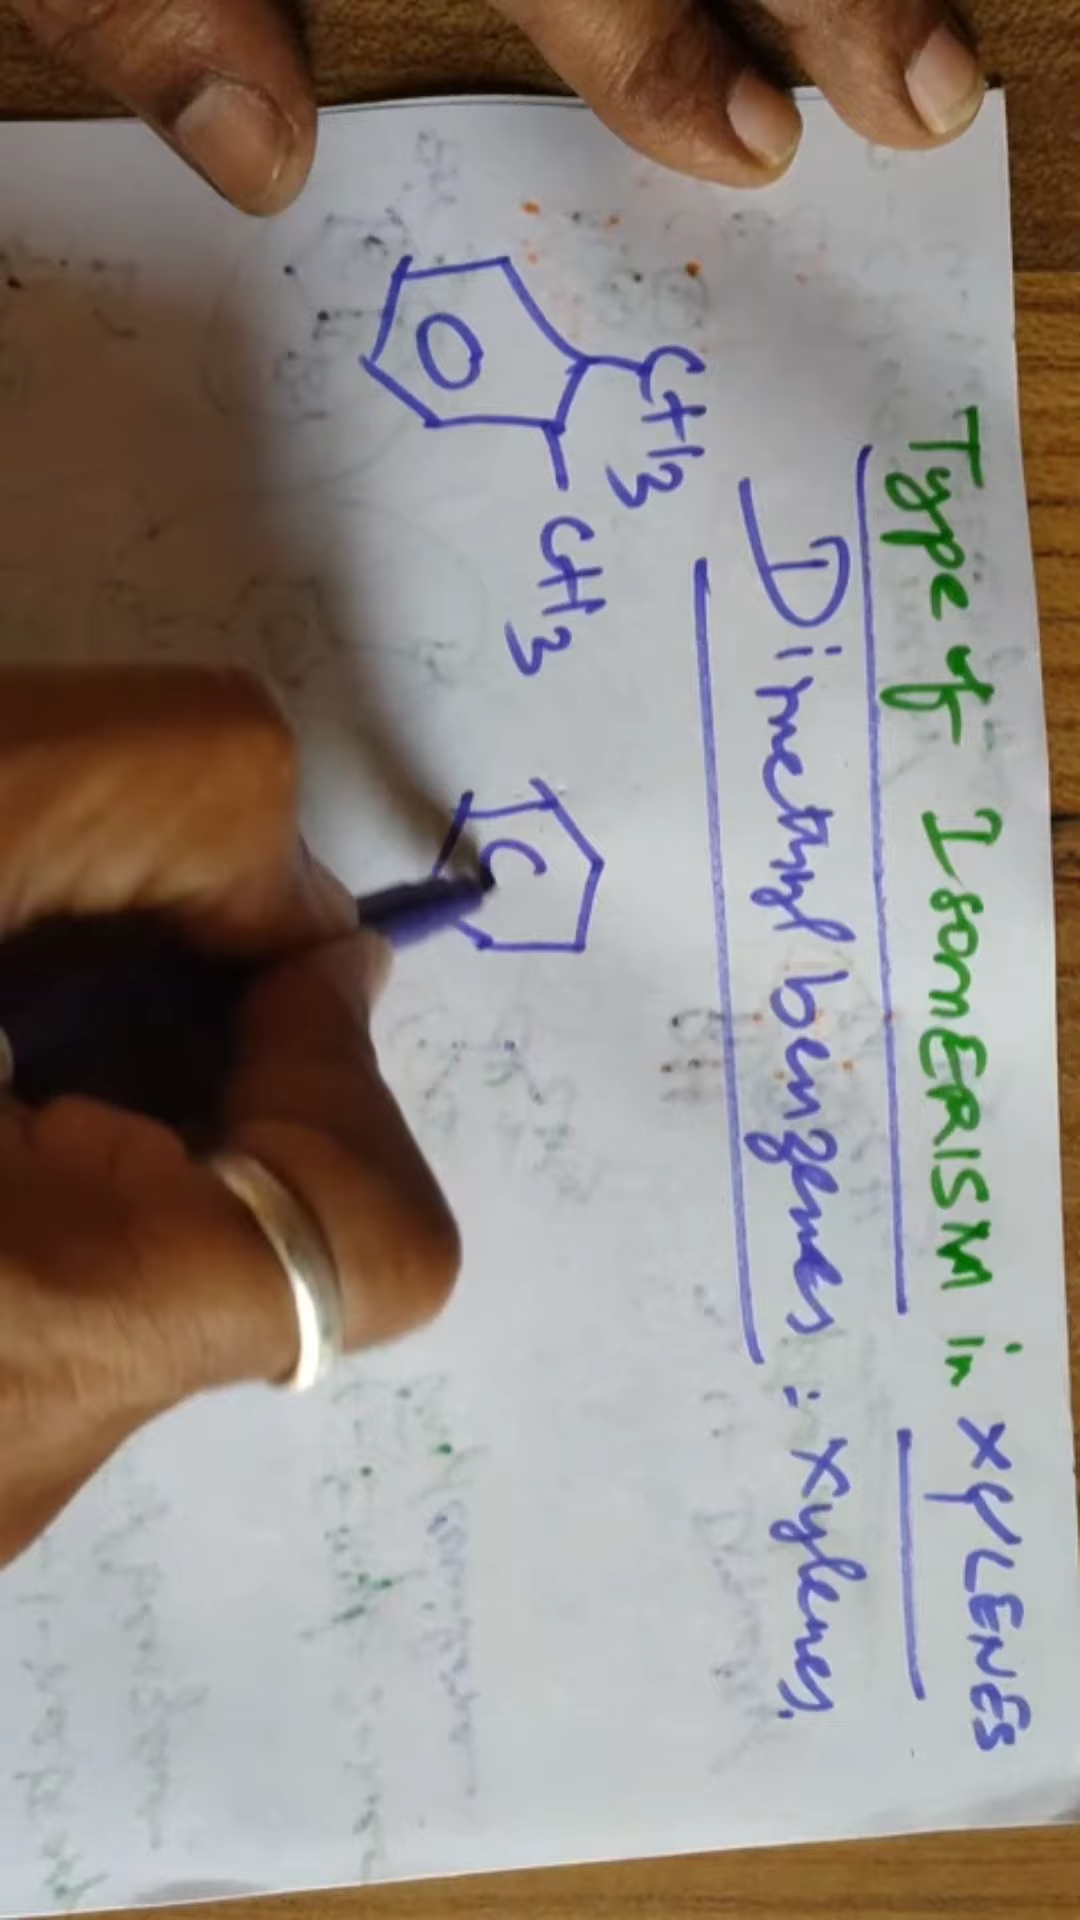 Type of IsomERISM in XYLENES
Dimethyl benzenes : Xylenes.
CH3
CH3